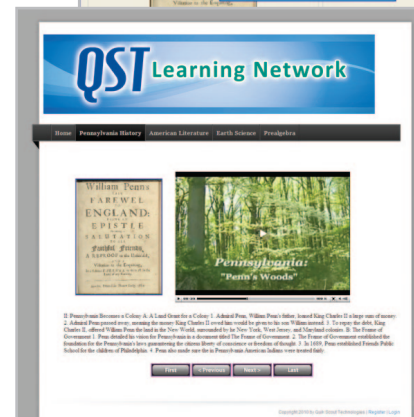 QST Learning Network
Home Pennsylvania History American Literature Earth Science Prealgebra
William Penns
FAREWEL
ENGLAND:
EPISTLE
SALUTATION
TO ALL
Faithful Friends,
Pennsylvania:
"Penn's Woods"
II. Pennsylvania Becomes a Colony A. A Land Grant for a Colony 1. Admiral Penn, William Penn's father, loaned King Charles II a large sum of money.
2. Admiral Penn passed away, meaning the money King Charles II owed him would be given to his son William instead. 3. To repay the debt, King
Charles II, offered William Penn the land in the New World, surrounded by New York, West Jersey, and Maryland colonies. B. The Frame of
Government 1. Penn detailed his vision for Pennsylvania in a document titled The Frame of Government. 2. The Frame of Government established the
foundation for the Pennsylvania's laws guaranteeing the citizens liberty of conscience or freedom of thought. 3. In 1689, Penn established Friends Public
School for the children of Philadelphia. 4. Penn also made sure the in Pennsylvania American Indians were treated fairly.
First < Previous Next > Last
Register | Login